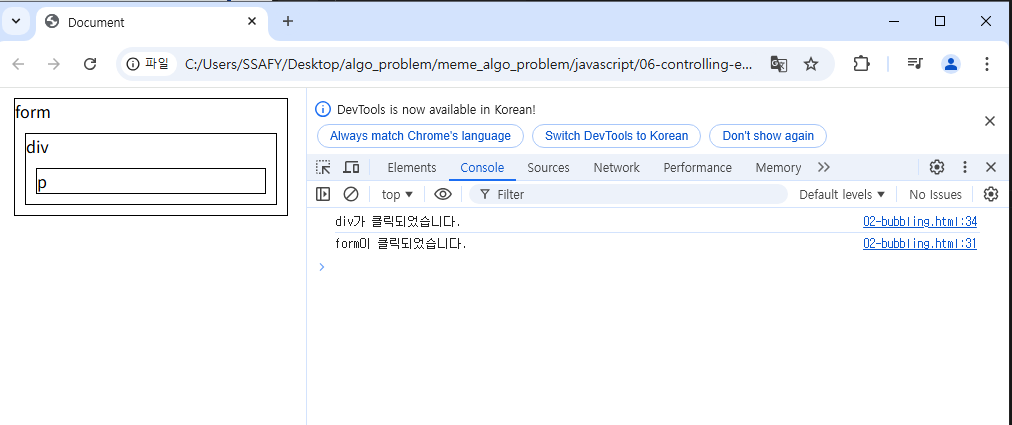 Document
파일 C:/Users/SSAFY/Desktop/algo_problem/meme_algo_problem/javascript/06-controlling-e...
form
div
p
DevTools is now available in Korean!
Always match Chrome's language Switch DevTools to Korean Don't show again
Elements Console Sources Network Performance Memory
top Filter Default levels No Issues
div가 클릭되었습니다. 02-bubbling.html:34
form이 클릭되었습니다. 02-bubbling.html:31